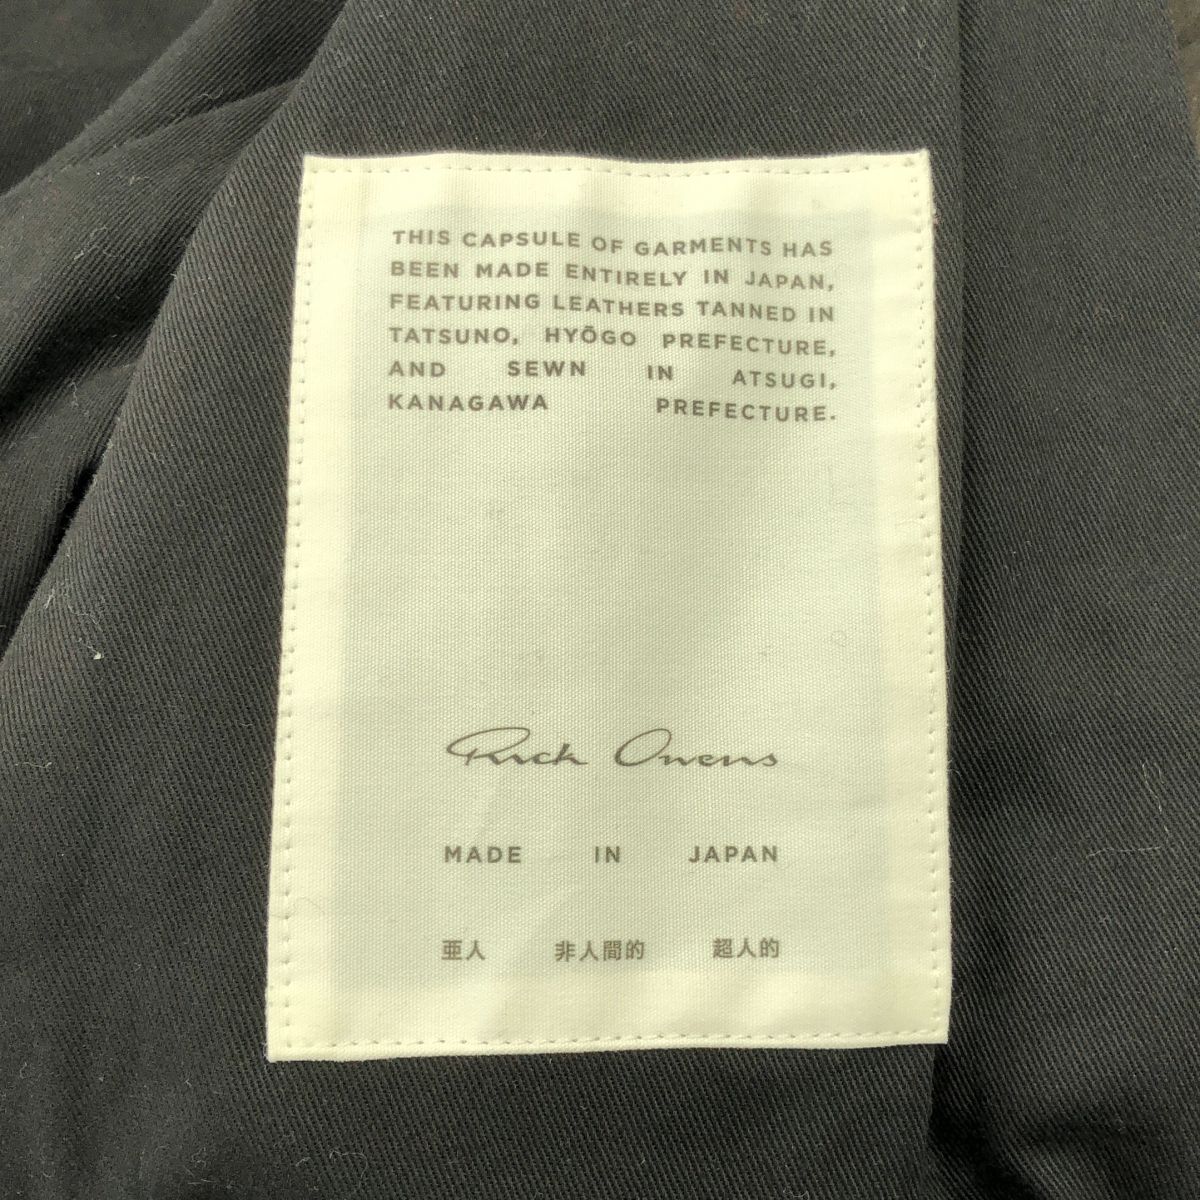 THIS CAPSULE OF GARMENTS HAS
BEEN MADE ENTIRELY IN JAPAN,
FEATURING LEATHERS TANNED IN
TATSUNO, HYŌGO PREFECTURE,
AND SEWN IN ATSUGI,
KANAGAWA PREFECTURE.
Rick Owens
MADE IN JAPAN
亜人 非人間的 超人的